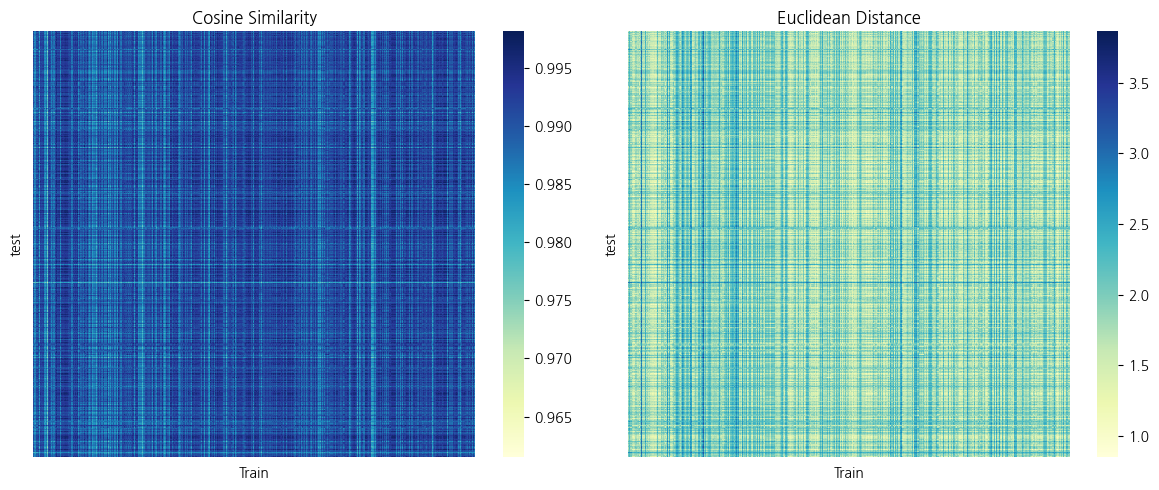 Cosine Similarity
test
Train
0.995
0.990
0.985
0.980
0.975
0.970
0.965
Euclidean Distance
test
Train
3.5
3.0
2.5
2.0
1.5
1.0